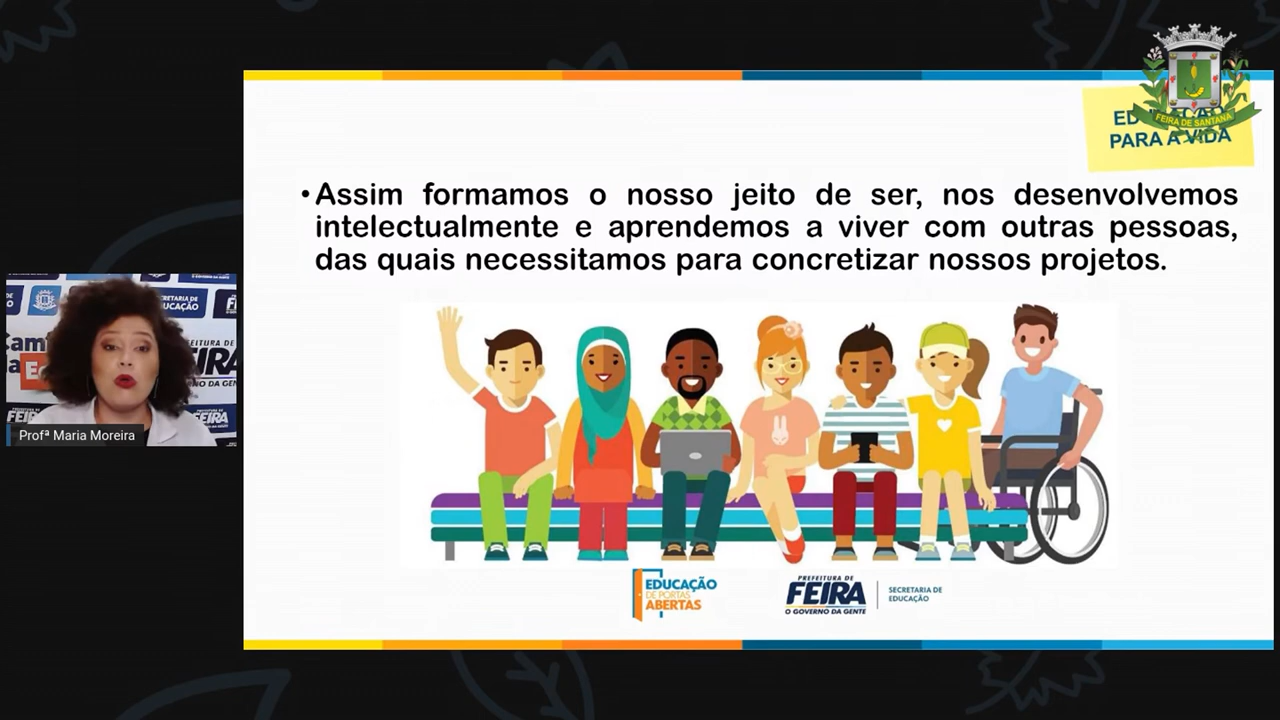 FEIRA DE SANTANA
PARA A VIDA
• Assim formamos o nosso jeito de ser, nos desenvolvemos
intelectualmente e aprendemos a viver com outras pessoas,
das quais necessitamos para concretizar nossos projetos.
Profª Maria Moreira
EDUCAÇÃO
DE PORTAS
ABERTAS
PREFEITURA DE
FEIRA
O GOVERNO DA GENTE
SECRETARIA DE
EDUCAÇÃO